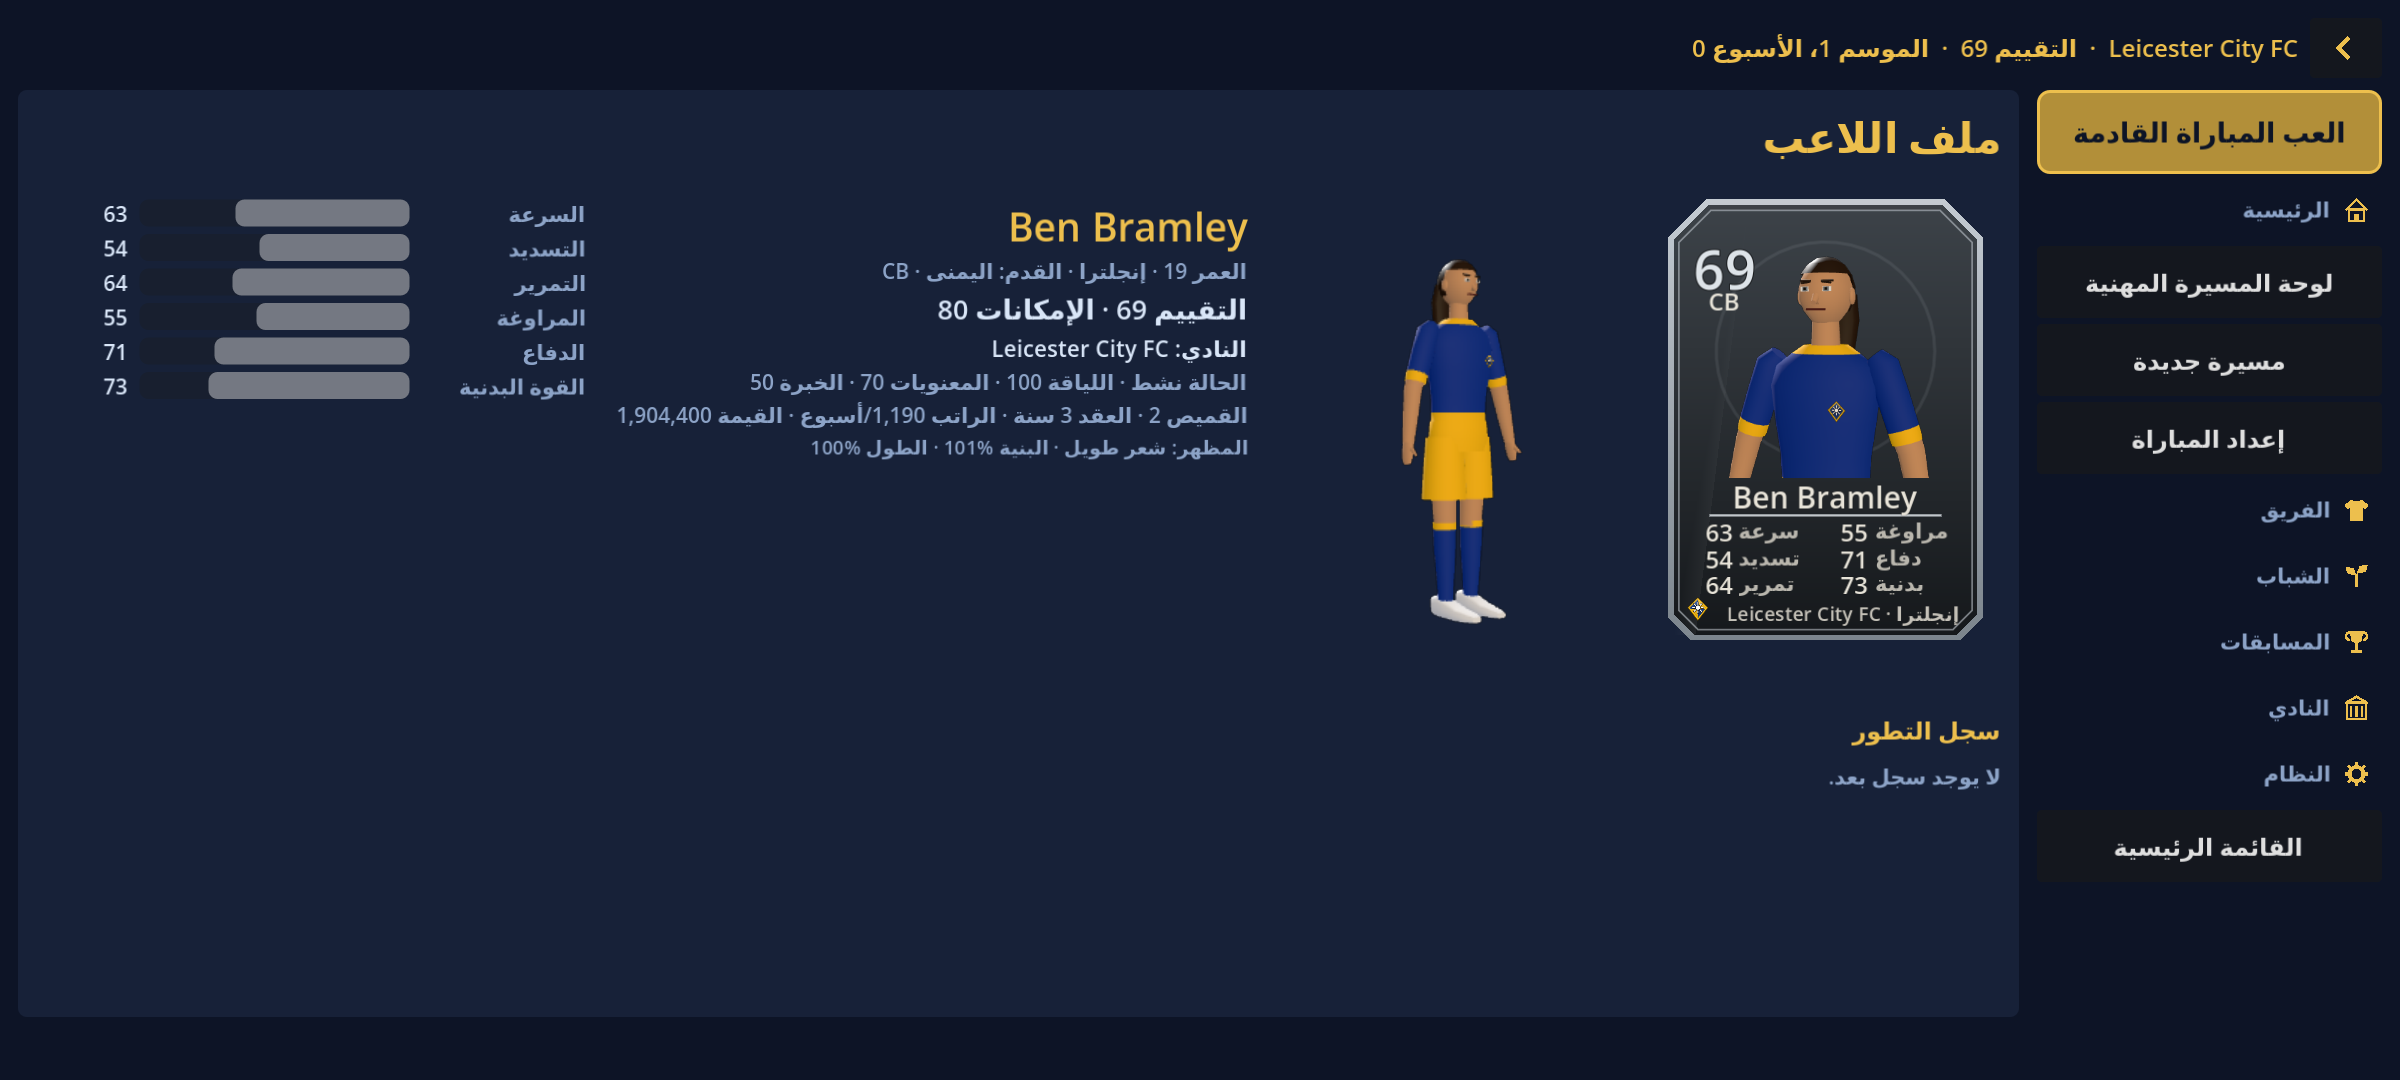 Leicester City FC · التقييم 69 · الموسم 1، الأسبوع 0
العب المباراة القادمة
الرئيسية
لوحة المسيرة المهنية
مسيرة جديدة
إعداد المباراة
الفريق
الشباب
المسابقات
النادي
النظام
القائمة الرئيسية
ملف اللاعب
69
CB
Ben Bramley
مراوغة 55 سرعة 63
دفاع 71 تسديد 54
بدنية 73 تمرير 64
إنجلترا · Leicester City FC
Ben Bramley
العمر 19 · إنجلترا · القدم: اليمنى · CB
التقييم 69 · الإمكانات 80
النادي: Leicester City FC
الحالة نشط · اللياقة 100 · المعنويات 70 · الخبرة 50
القميص 2 · العقد 3 سنة · الراتب 1,190/أسبوع · القيمة 1,904,400
المظهر: شعر طويل · البنية 101% · الطول 100%
السرعة 63
التسديد 54
التمرير 64
المراوغة 55
الدفاع 71
القوة البدنية 73
سجل التطور
لا يوجد سجل بعد.